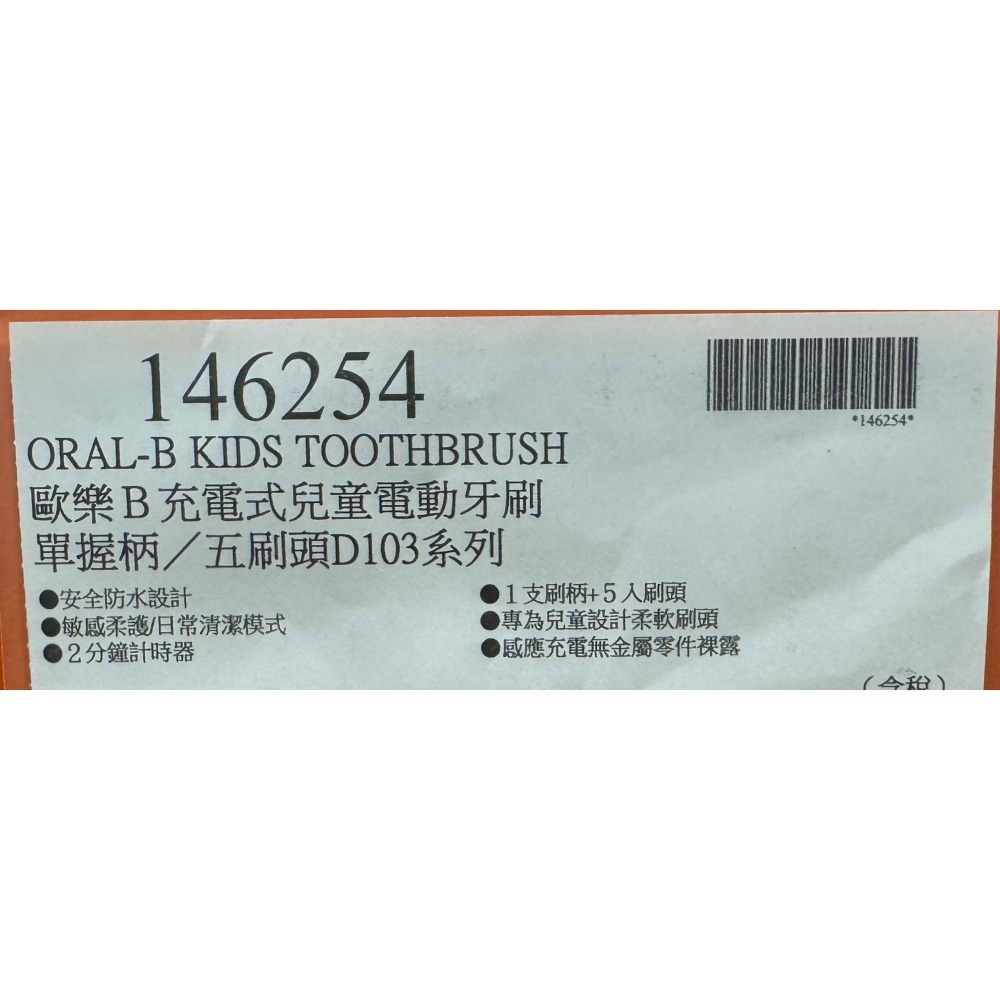 146254
*146254*
ORAL-B KIDS TOOTHBRUSH
歐樂B充電式兒童電動牙刷
單握柄／五刷頭D103系列
●安全防水設計
●敏感柔護/日常清潔模式
●2分鐘計時器
●1支刷柄+5入刷頭
●專為兒童設計柔軟刷頭
●感應充電無金屬零件裸露
(含稅)